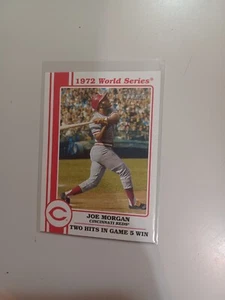 1972 World Series®
JOE MORGAN
CINCINNATI REDS®
TWO HITS IN GAME 5 WIN